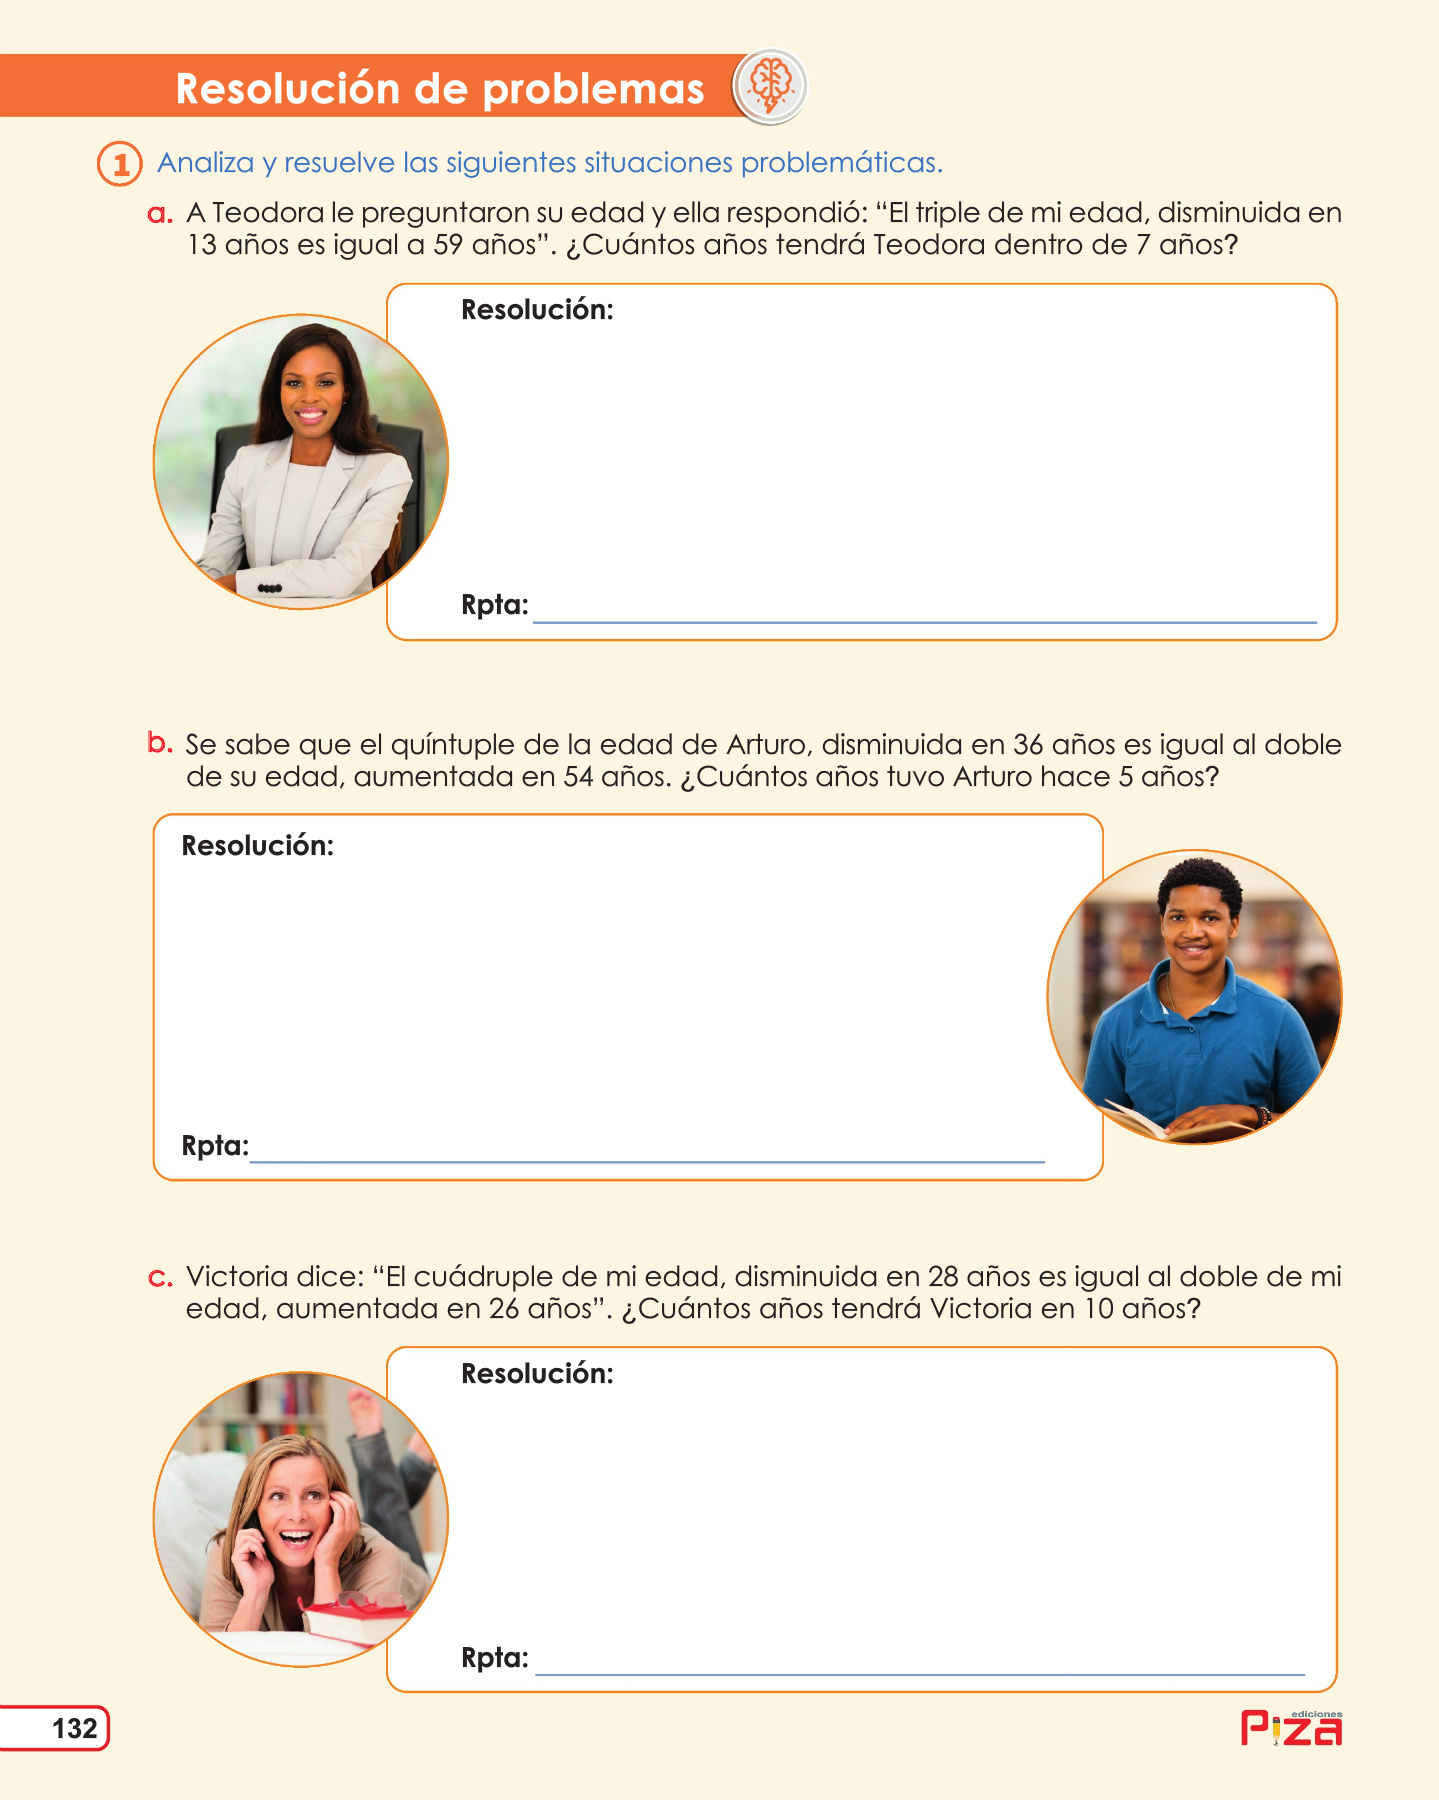 Resolución de problemas
1 Analiza y resuelve las siguientes situaciones problemáticas.
a. A Teodora le preguntaron su edad y ella respondió: “El triple de mi edad, disminuida en
13 años es igual a 59 años”. ¿Cuántos años tendrá Teodora dentro de 7 años?
Resolución:
Rpta:
b. Se sabe que el quíntuple de la edad de Arturo, disminuida en 36 años es igual al doble
de su edad, aumentada en 54 años. ¿Cuántos años tuvo Arturo hace 5 años?
Resolución:
Rpta:
c. Victoria dice: “El cuádruple de mi edad, disminuida en 28 años es igual al doble de mi
edad, aumentada en 26 años”. ¿Cuántos años tendrá Victoria en 10 años?
Resolución:
Rpta:
132
ediciones
Piza